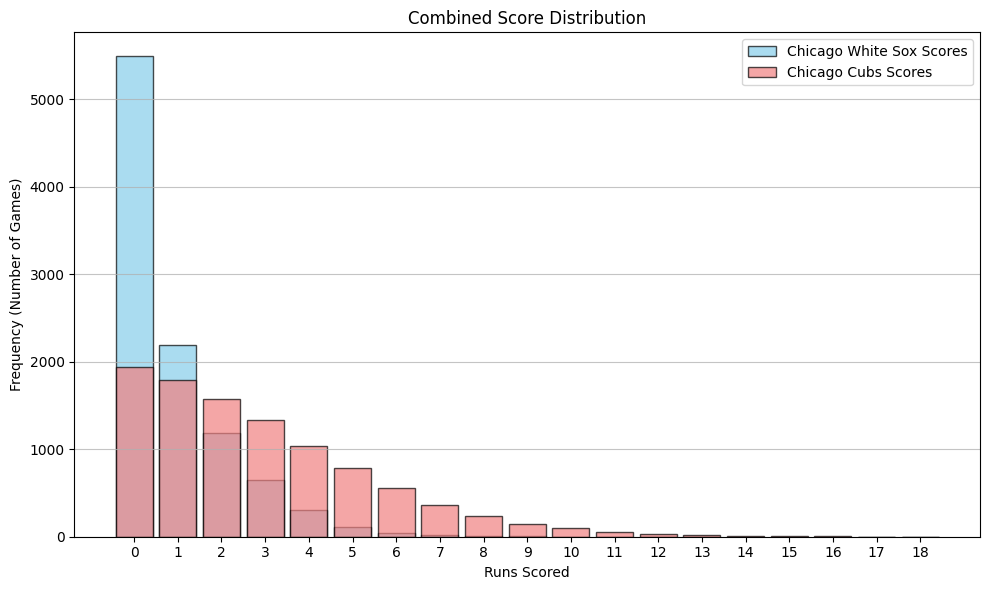 Combined Score Distribution
Chicago White Sox Scores
Chicago Cubs Scores
Frequency (Number of Games)
5000
4000
3000
2000
1000
0
0 1 2 3 4 5 6 7 8 9 10 11 12 13 14 15 16 17 18
Runs Scored